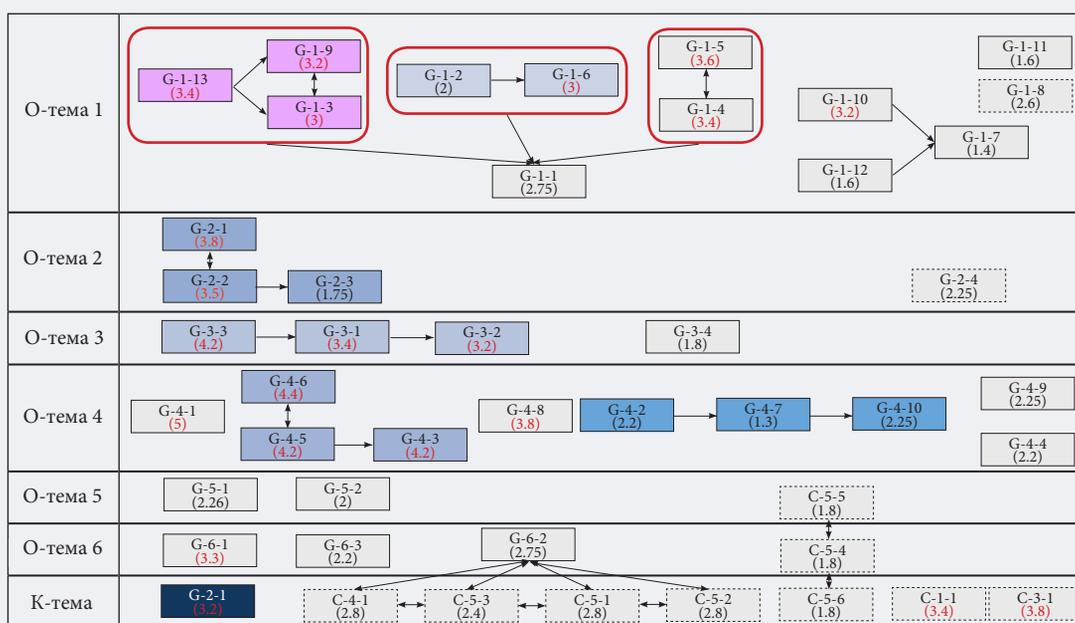 О-тема 1
G-1-13
(3.4)
G-1-9
(3.2)
G-1-3
(3)
G-1-2
(2)
G-1-6
(3)
G-1-5
(3.6)
G-1-4
(3.4)
G-1-1
(2.75)
G-1-10
(3.2)
G-1-12
(1.6)
G-1-7
(1.4)
G-1-11
(1.6)
G-1-8
(2.6)
О-тема 2
G-2-1
(3.8)
G-2-2
(3.5)
G-2-3
(1.75)
G-2-4
(2.25)
О-тема 3
G-3-3
(4.2)
G-3-1
(3.4)
G-3-2
(3.2)
G-3-4
(1.8)
О-тема 4
G-4-1
(5)
G-4-6
(4.4)
G-4-5
(4.2)
G-4-3
(4.2)
G-4-8
(3.8)
G-4-2
(2.2)
G-4-7
(1.3)
G-4-10
(2.25)
G-4-9
(2.25)
G-4-4
(2.2)
О-тема 5
G-5-1
(2.26)
G-5-2
(2)
C-5-5
(1.8)
О-тема 6
G-6-1
(3.3)
G-6-3
(2.2)
G-6-2
(2.75)
C-5-4
(1.8)
К-тема
G-2-1
(3.2)
C-4-1
(2.8)
C-5-3
(2.4)
C-5-1
(2.8)
C-5-2
(2.8)
C-5-6
(1.8)
C-1-1
(3.4)
C-3-1
(3.8)